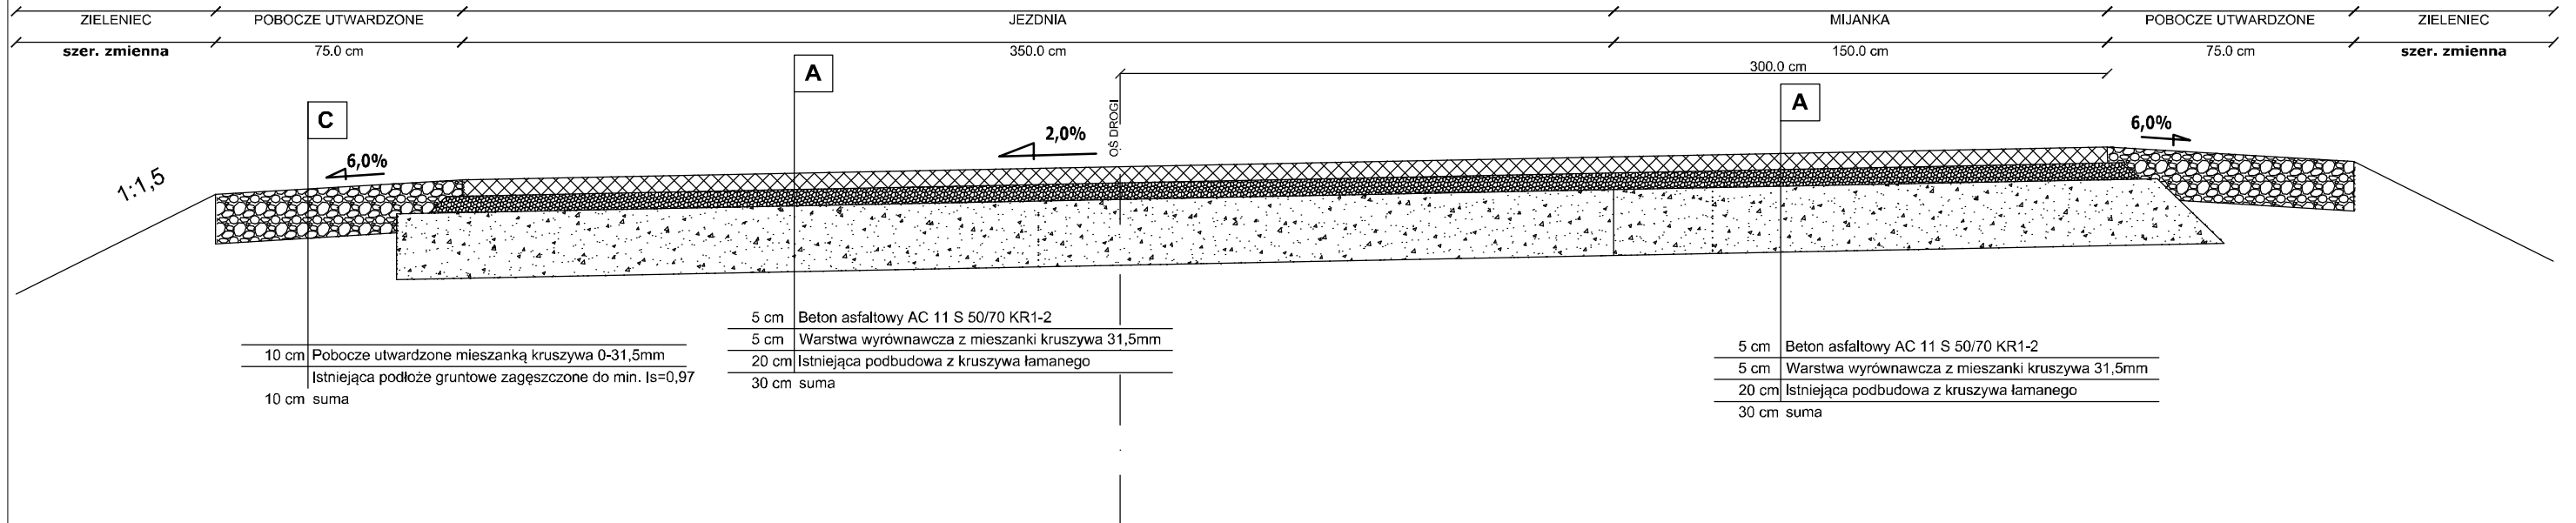 ZIELENIEC POBOCZE UTWARDZONE JEZDNIA MIJANKA POBOCZE UTWARDZONE ZIELENIEC
szer. zmienna 75.0 cm 350.0 cm 150.0 cm 75.0 cm szer. zmienna
300.0 cm
A
A
C
OŚ DROGI
2,0%
6,0%
6,0%
1:1,5
5 cm Beton asfaltowy AC 11 S 50/70 KR1-2
5 cm Warstwa wyrównawcza z mieszanki kruszywa 31,5mm
20 cm Istniejąca podbudowa z kruszywa łamanego
30 cm suma
10 cm Pobocze utwardzone mieszanką kruszywa 0-31,5mm
Istniejąca podłoże gruntowe zagęszczone do min. Is=0,97
10 cm suma
5 cm Beton asfaltowy AC 11 S 50/70 KR1-2
5 cm Warstwa wyrównawcza z mieszanki kruszywa 31,5mm
20 cm Istniejąca podbudowa z kruszywa łamanego
30 cm suma